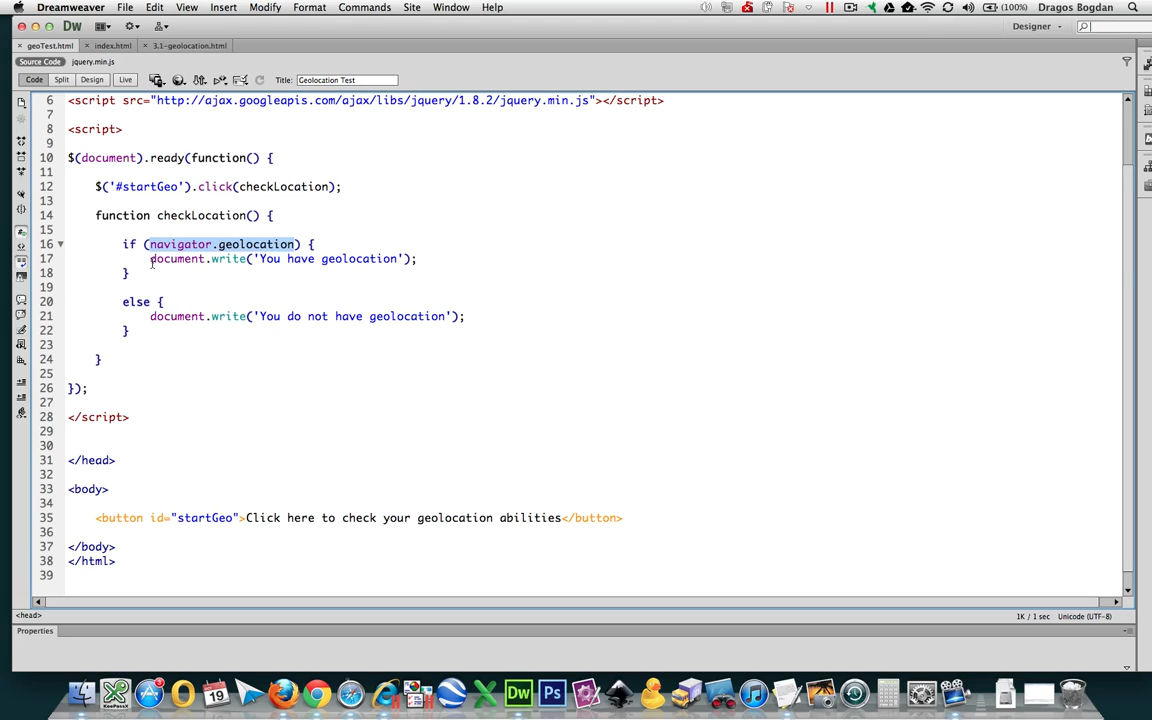 Dreamweaver File Edit View Insert Modify Format Commands Site Window Help (100%) Dragos Bogdan
Dw Designer
geoTest.html index.html 3.1-geolocation.html
Source Code jquery.min.js
Code Split Design Live Title: Geolocation Test
6 <script src="http://ajax.googleapis.com/ajax/libs/jquery/1.8.2/jquery.min.js"></script>
7
8 <script>
9
10 $(document).ready(function() {
11
12 $('#startGeo').click(checkLocation);
13
14 function checkLocation() {
15
16 if (navigator.geolocation) {
17 document.write('You have geolocation');
18 }
19
20 else {
21 document.write('You do not have geolocation');
22 }
23
24 }
25
26 });
27
28 </script>
29
30
31 </head>
32
33 <body>
34
35 <button id="startGeo">Click here to check your geolocation abilities</button>
36
37 </body>
38 </html>
39
<head> 1K / 1 sec Unicode (UTF-8)
Properties
3 19 Dw Ps